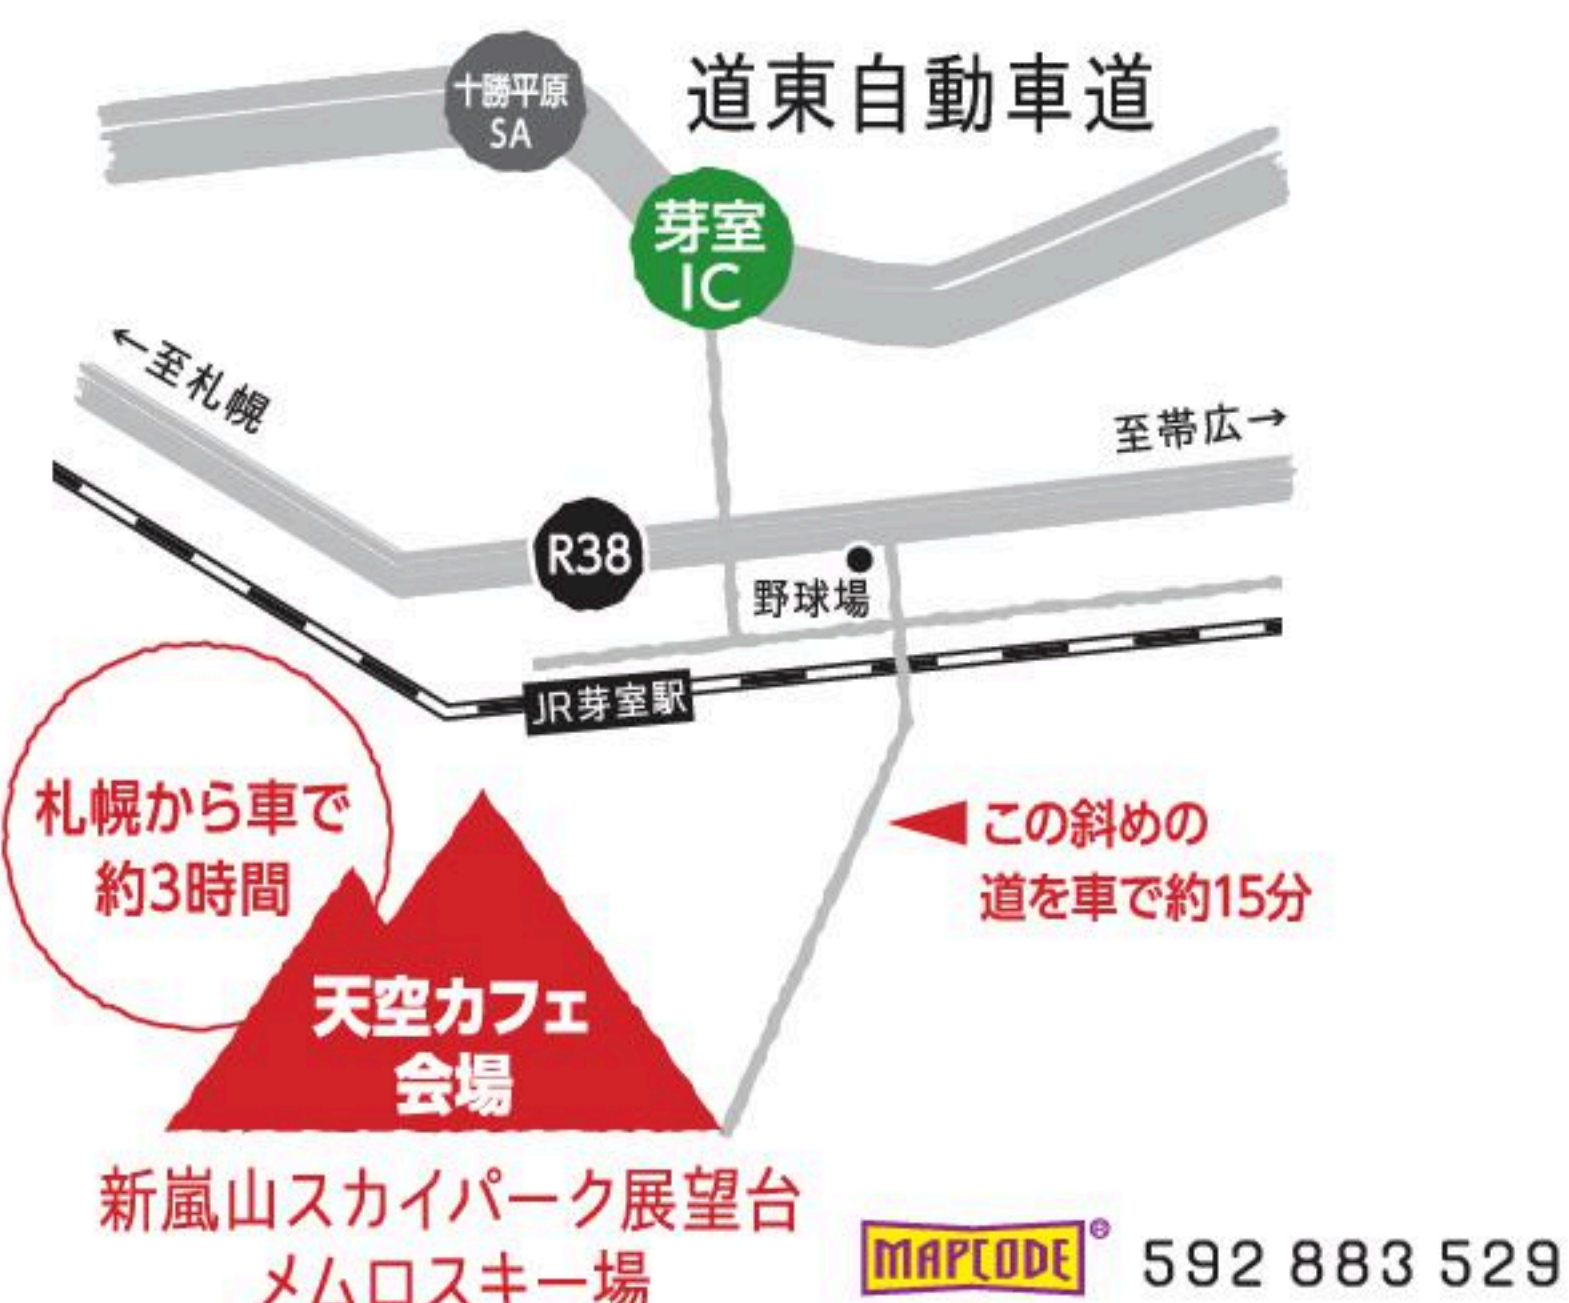 十勝平原
SA
道東自動車道
芽室
IC
←至札幌
至帯広→
R38
野球場
JR芽室駅
札幌から車で
約3時間
この斜めの
道を車で約15分
天空カフェ
会場
新嵐山スカイパーク展望台
メムロスキー場
MAPCODE 592 883 529